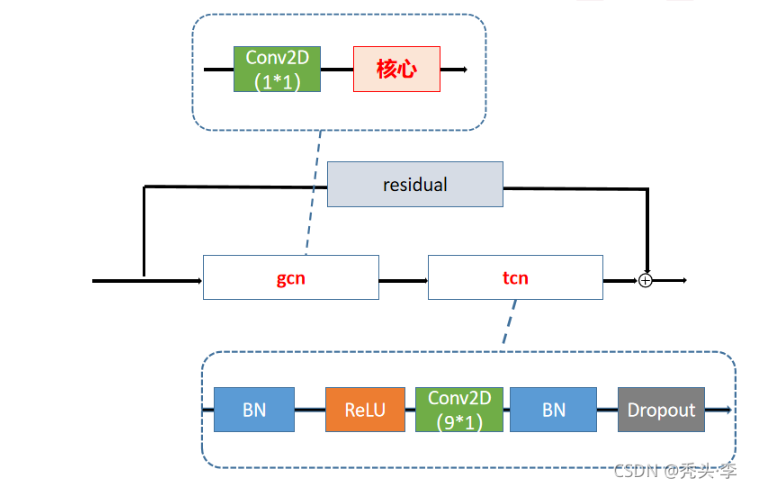 Conv2D
(1*1)
核心
residual
gcn
tcn
BN
ReLU
Conv2D
(9*1)
BN
Dropout
CSDN @秃头·李